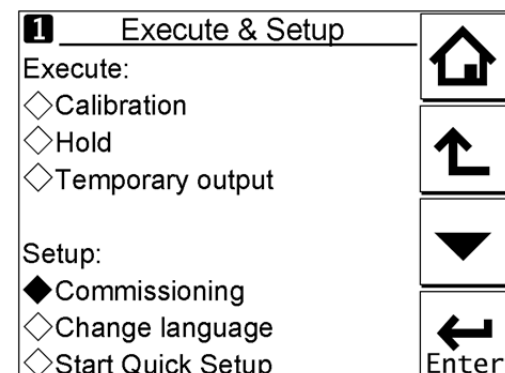 1 Execute & Setup
Execute:
Calibration
Hold
Temporary output
Setup:
Commissioning
Change language
Start Quick Setup
Enter